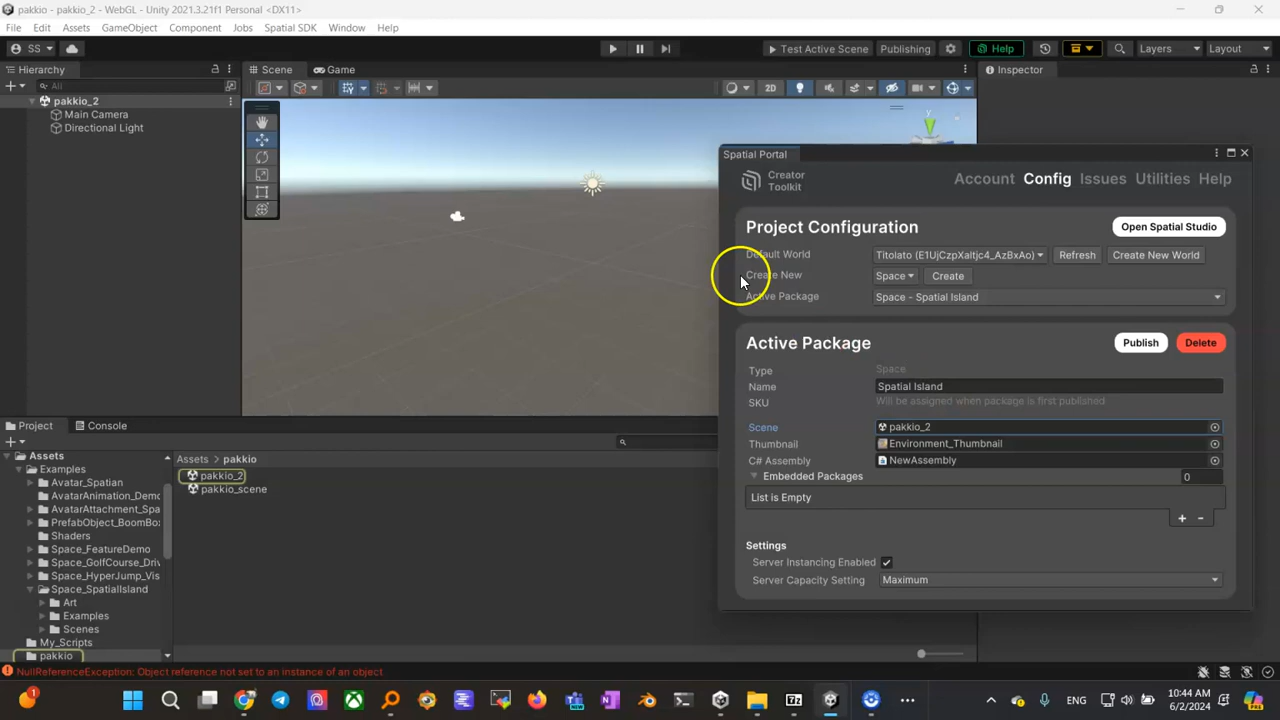 pakkio - pakkio_2 - WebGL - Unity 2021.3.21f1 Personal <DX11>
File Edit Assets GameObject Component Jobs Spatial SDK Window Help
SS Test Active Scene Publishing Help Layers Layout
Hierarchy Scene Game Inspector
All 2D
pakkio_2
Main Camera
Directional Light
y
Spatial Portal
Creator Toolkit
Account Config Issues Utilities Help
Project Configuration Open Spatial Studio
Default World Titolato (E1UjCzpXaltjc4_AzBxAo) Refresh Create New World
Create New Space Create
Active Package Space - Spatial Island
Active Package Publish Delete
Type Space
Name Spatial Island
SKU Will be assigned when package is first published
Scene pakkio_2
Thumbnail Environment_Thumbnail
C# Assembly NewAssembly
Embedded Packages 0
List is Empty
+ -
Settings
Server Instancing Enabled
Server Capacity Setting Maximum
Project Console
Assets
Examples
Avatar_Spatian
AvatarAnimation_Demo
AvatarAttachment_Spa
PrefabObject_BoomBo
Shaders
Space_FeatureDemo
Space_GolfCourse_Dri
Space_HyperJump_Vis
Space_SpatialIsland
Art
Examples
Scenes
My_Scripts
pakkio
Assets > pakkio
pakkio_2
pakkio_scene
NullReferenceException: Object reference not set to an instance of an object
1 ENG 10:44 AM
6/2/2024